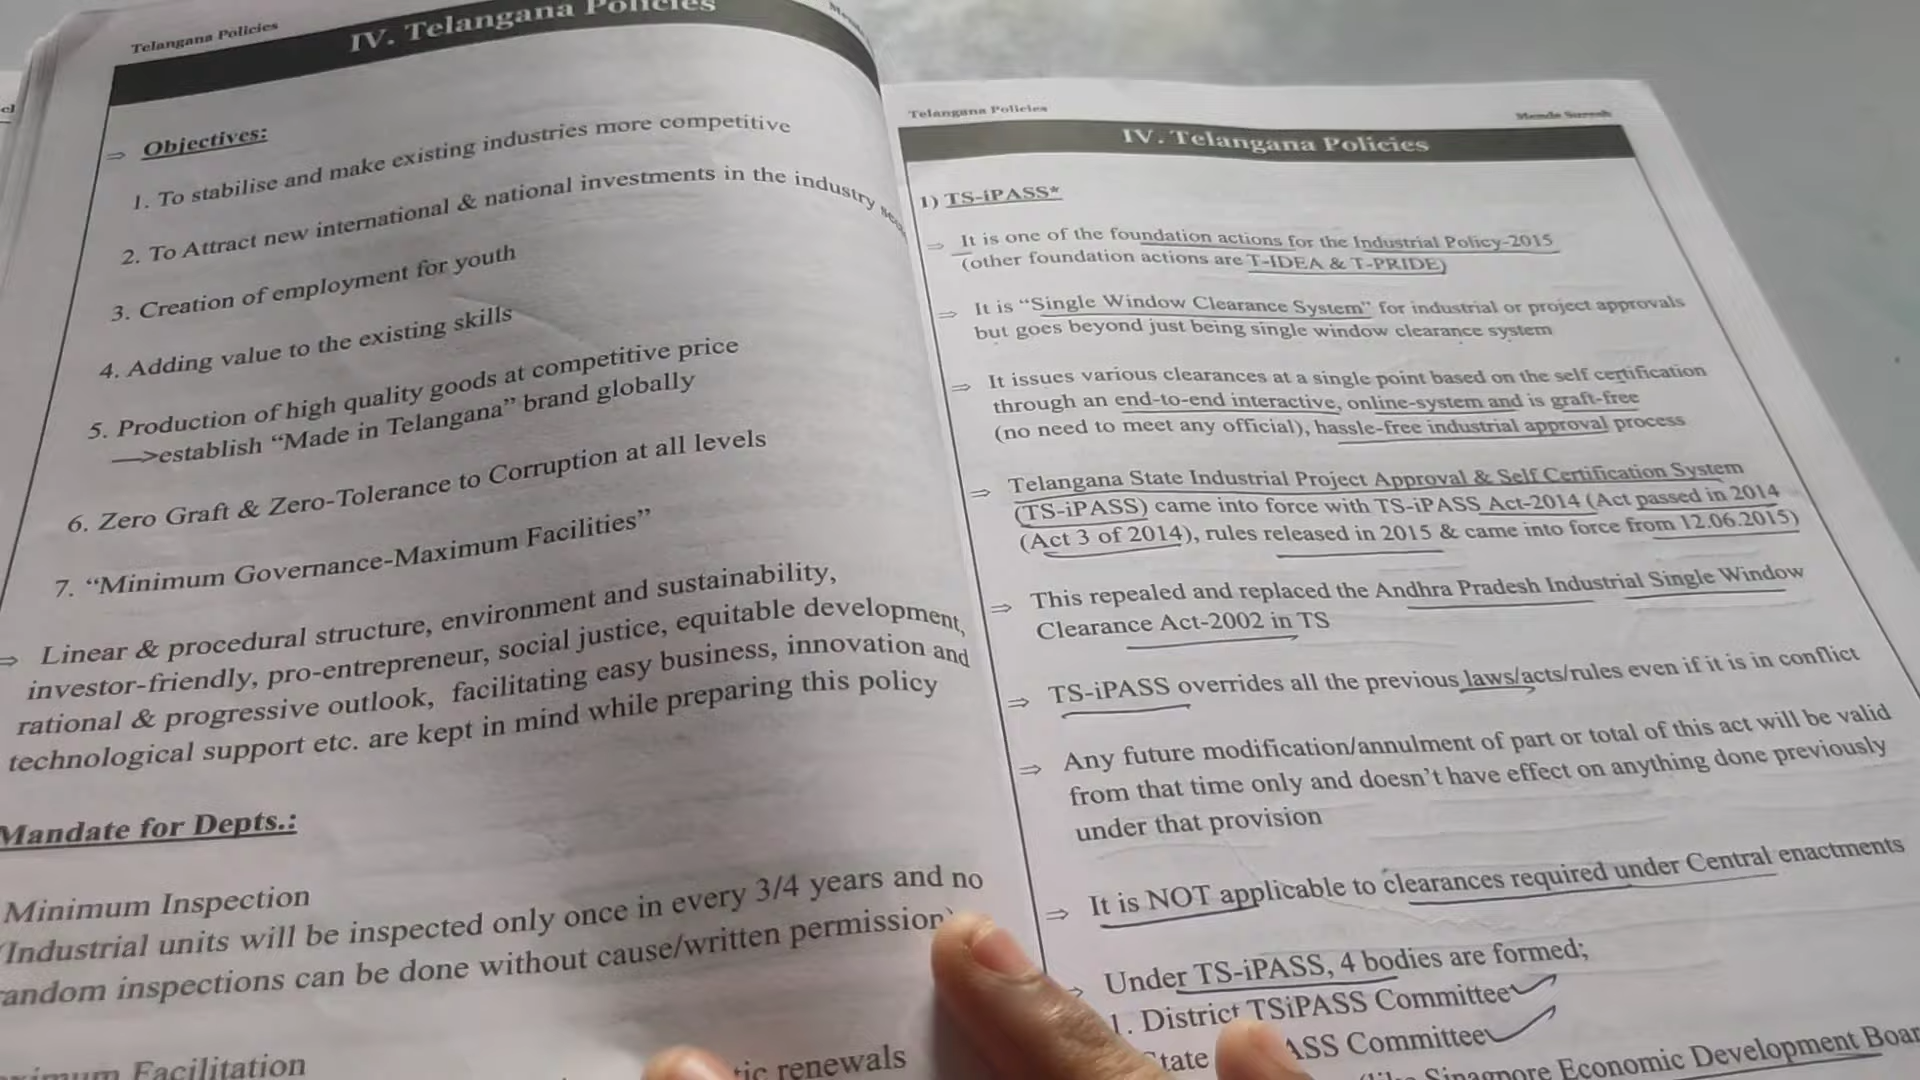 Telangana Policies
IV. Telangana Policies
⇒ Objectives:
1. To stabilise and make existing industries more competitive
2. To Attract new international & national investments in the industry
3. Creation of employment for youth
4. Adding value to the existing skills
5. Production of high quality goods at competitive price
—>establish “Made in Telangana” brand globally
6. Zero Graft & Zero-Tolerance to Corruption at all levels
7. “Minimum Governance-Maximum Facilities”
⇒ Linear & procedural structure, environment and sustainability,
investor-friendly, pro-entrepreneur, social justice, equitable development,
rational & progressive outlook, facilitating easy business, innovation and
technological support etc. are kept in mind while preparing this policy
Mandate for Depts.:
Minimum Inspection
(Industrial units will be inspected only once in every 3/4 years and no
random inspections can be done without cause/written permission)
Facilitation
renewals
Telangana Policies
Mende Suresh
IV. Telangana Policies
1) TS-iPASS*
⇒ It is one of the foundation actions for the Industrial Policy-2015
(other foundation actions are T-IDEA & T-PRIDE)
⇒ It is “Single Window Clearance System” for industrial or project approvals
but goes beyond just being single window clearance system
⇒ It issues various clearances at a single point based on the self certification
through an end-to-end interactive, online-system and is graft-free
(no need to meet any official), hassle-free industrial approval process
⇒ Telangana State Industrial Project Approval & Self Certification System
(TS-iPASS) came into force with TS-iPASS Act-2014 (Act passed in 2014
(Act 3 of 2014), rules released in 2015 & came into force from 12.06.2015)
⇒ This repealed and replaced the Andhra Pradesh Industrial Single Window
Clearance Act-2002 in TS
⇒ TS-iPASS overrides all the previous laws/acts/rules even if it is in conflict
⇒ Any future modification/annulment of part or total of this act will be valid
from that time only and doesn’t have effect on anything done previously
under that provision
⇒ It is NOT applicable to clearances required under Central enactments
⇒ Under TS-iPASS, 4 bodies are formed;
1. District TSiPASS Committee
State Committee
Singapore Economic Development Board